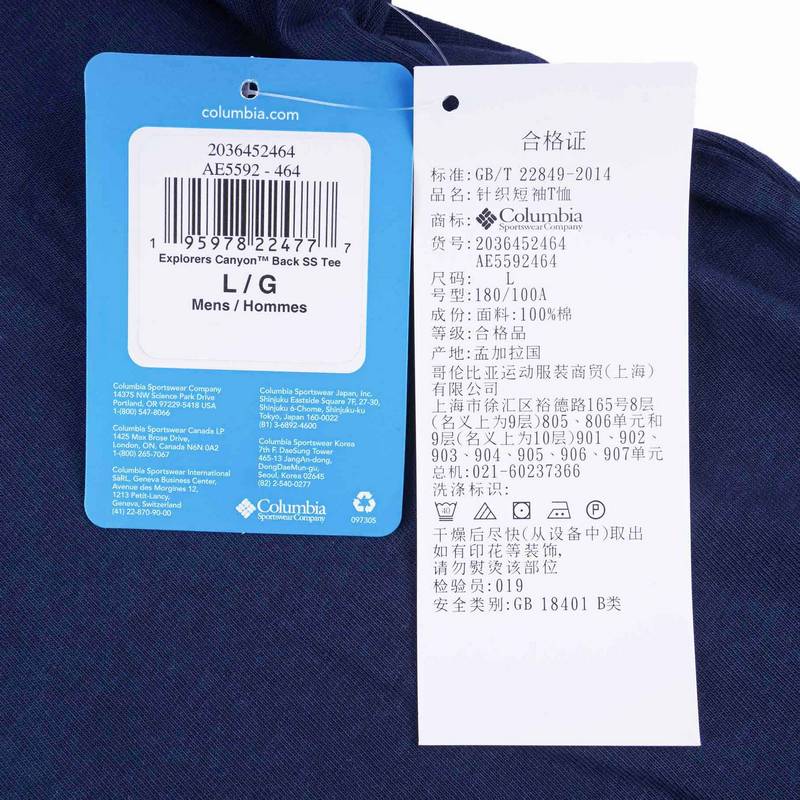 columbia.com
2036452464
AE5592 - 464
1 95978 22477 7
Explorers Canyon™ Back SS Tee
L / G
Mens / Hommes
Columbia Sportswear Company
14375 NW Science Park Drive
Portland, OR 97229-5418 USA
1-(800) 547-8066
Columbia Sportswear Canada LP
1425 Max Brose Drive,
London, ON, Canada N6N 0A2
1-(800) 265-7067
Columbia Sportswear International
SàRL, Geneva Business Center,
Avenue des Morgines 12,
1213 Petit-Lancy,
Geneva, Switzerland
(41) 22-870-90-00
Columbia Sportswear Japan, Inc.
Shinjuku Eastside Square 7F, 27-30,
Shinjuku 6-Chome, Shinjuku-ku
Tokyo, Japan 160-0022
(81) 3-6892-4600
Columbia Sportswear Korea
7th F. DaeSung Tower
465-13 JangAn-dong,
DongDaeMun-gu,
Seoul, Korea 02645
(82) 2-540-0277
Columbia
Sportswear Company
097305
合格证
标准:GB/T 22849-2014
品名:针织短袖T恤
商标:Columbia
Sportswear Company
货号:2036452464
AE5592464
尺码: L
号型:180/100A
成份:面料:100%棉
等级:合格品
产地:孟加拉国
哥伦比亚运动服装商贸(上海)
有限公司
上海市徐汇区裕德路165号8层
(名义上为9层)805、806单元和
9层(名义上为10层)901、902、
903、904、905、906、907单元
总机:021-60237366
洗涤标识:
40
P
干燥后尽快(从设备中)取出
如有印花等装饰,
请勿熨烫该部位
检验员:019
安全类别:GB 18401 B类